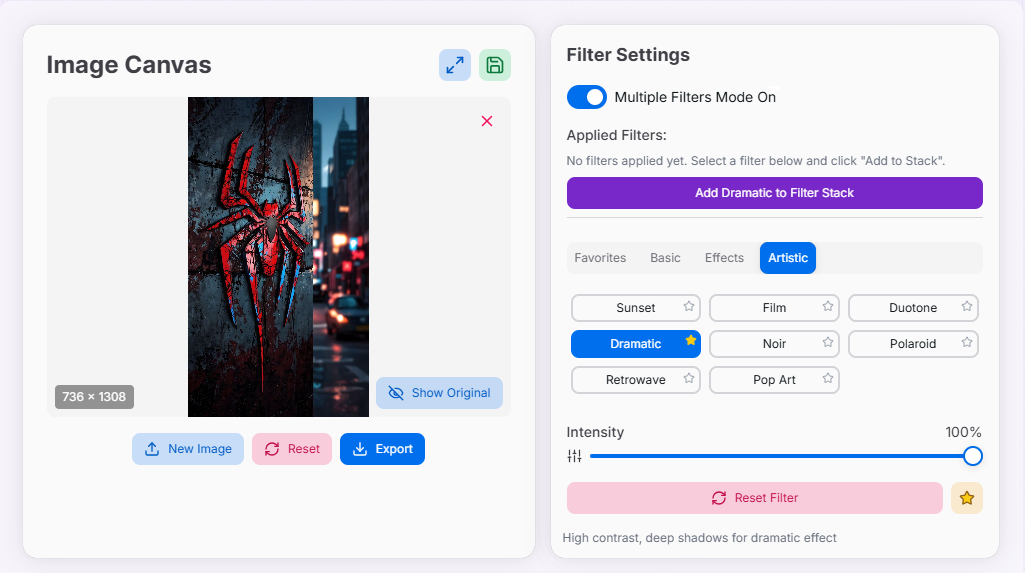 Image Canvas
736 × 1308
Show Original
New Image
Reset
Export
Filter Settings
Multiple Filters Mode On
Applied Filters:
No filters applied yet. Select a filter below and click "Add to Stack".
Add Dramatic to Filter Stack
Favorites
Basic
Effects
Artistic
Sunset
Film
Duotone
Dramatic
Noir
Polaroid
Retrowave
Pop Art
Intensity
100%
Reset Filter
High contrast, deep shadows for dramatic effect